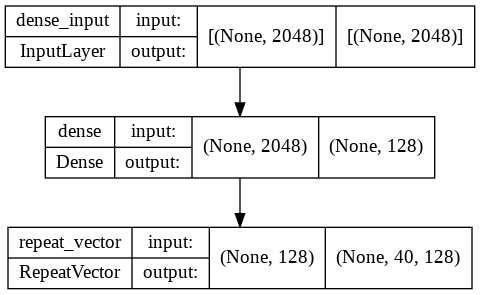 dense_input input: [(None, 2048)] [(None, 2048)]
InputLayer output:
dense input: (None, 2048) (None, 128)
Dense output:
repeat_vector input: (None, 128) (None, 40, 128)
RepeatVector output: